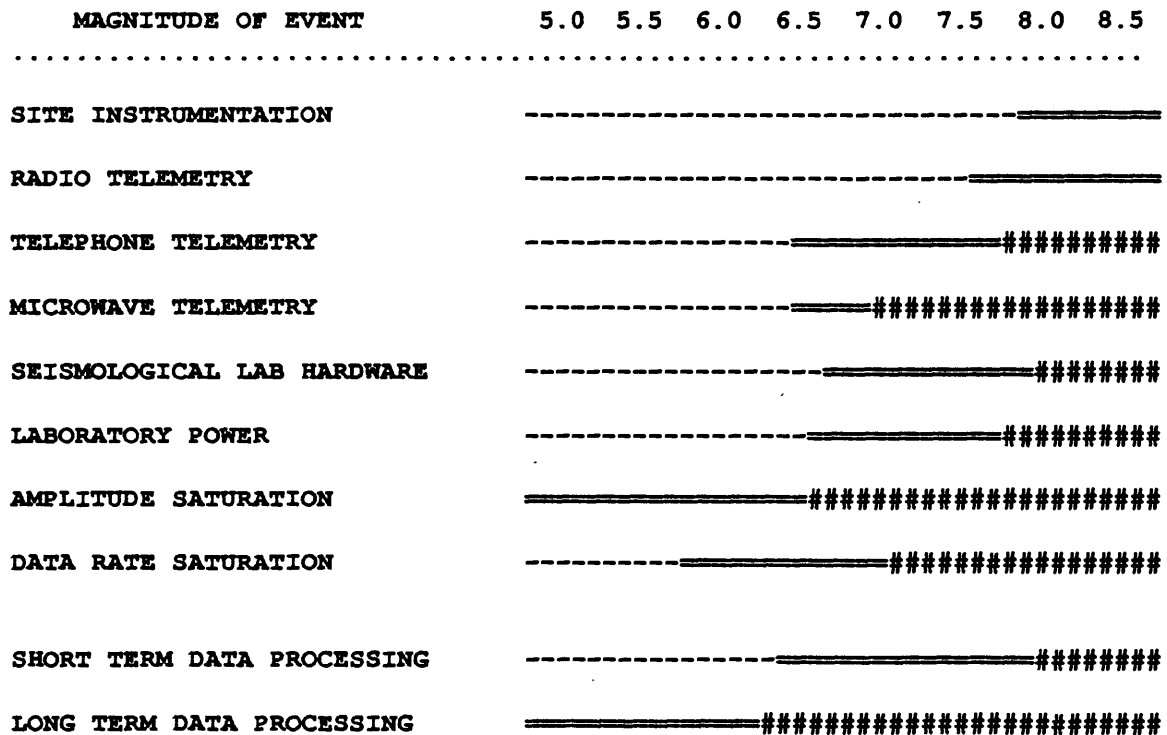 MAGNITUDE OF EVENT 5.0 5.5 6.0 6.5 7.0 7.5 8.0 8.5
.......................................................................
SITE INSTRUMENTATION -------------------------------=========
RADIO TELEMETRY ----------------------------============
TELEPHONE TELEMETRY -----------------=============##########
MICROWAVE TELEMETRY -----------------=====##################
SEISMOLOGICAL LAB HARDWARE -------------------=============########
LABORATORY POWER ------------------============##########
AMPLITUDE SATURATION ==================######################
DATA RATE SATURATION ----------=============#################
SHORT TERM DATA PROCESSING ----------------================########
LONG TERM DATA PROCESSING ===============#########################